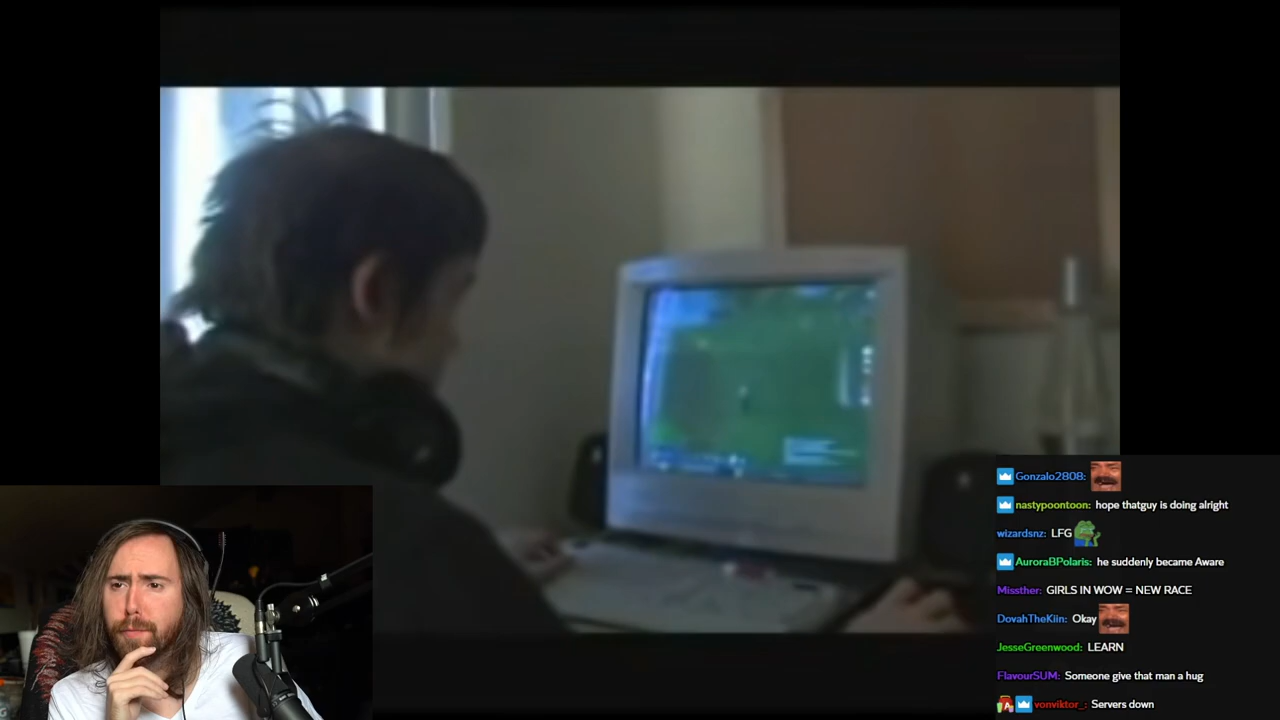 Gonzalo2808:
nastypoontoon: hope thatguy is doing alright
wizardsnz: LFG
AuroraBPolaris: he suddenly became Aware
Missther: GIRLS IN WOW = NEW RACE
DovahTheKiin: Okay
JesseGreenwood: LEARN
FlavourSUM: Someone give that man a hug
vonviktor_: Servers down